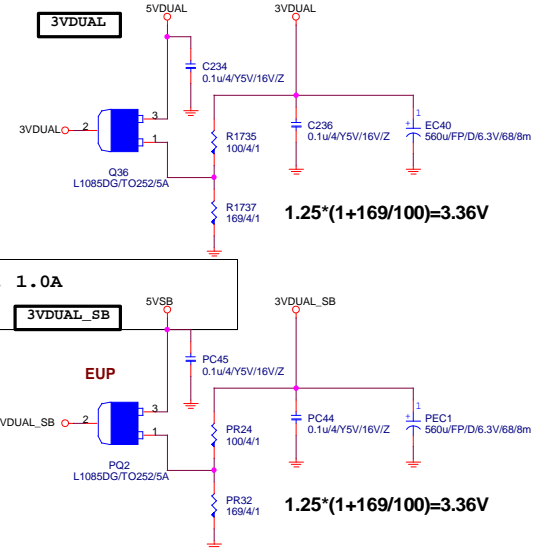 3VDUAL
5VDUAL
3VDUAL
C234
0.1u/4/Y5V/16V/Z
3VDUAL
2
3
1
Q36
L1085DG/TO252/5A
R1735
100/4/1
C236
0.1u/4/Y5V/16V/Z
1
+
EC40
560u/FP/D/6.3V/68/8m
R1737
169/4/1
1.25*(1+169/100)=3.36V
1.0A
3VDUAL_SB
5VSB
3VDUAL_SB
PC45
0.1u/4/Y5V/16V/Z
EUP
VDUAL_SB
2
3
1
PQ2
L1085DG/TO252/5A
PR24
100/4/1
PC44
0.1u/4/Y5V/16V/Z
1
+
PEC1
560u/FP/D/6.3V/68/8m
PR32
169/4/1
1.25*(1+169/100)=3.36V